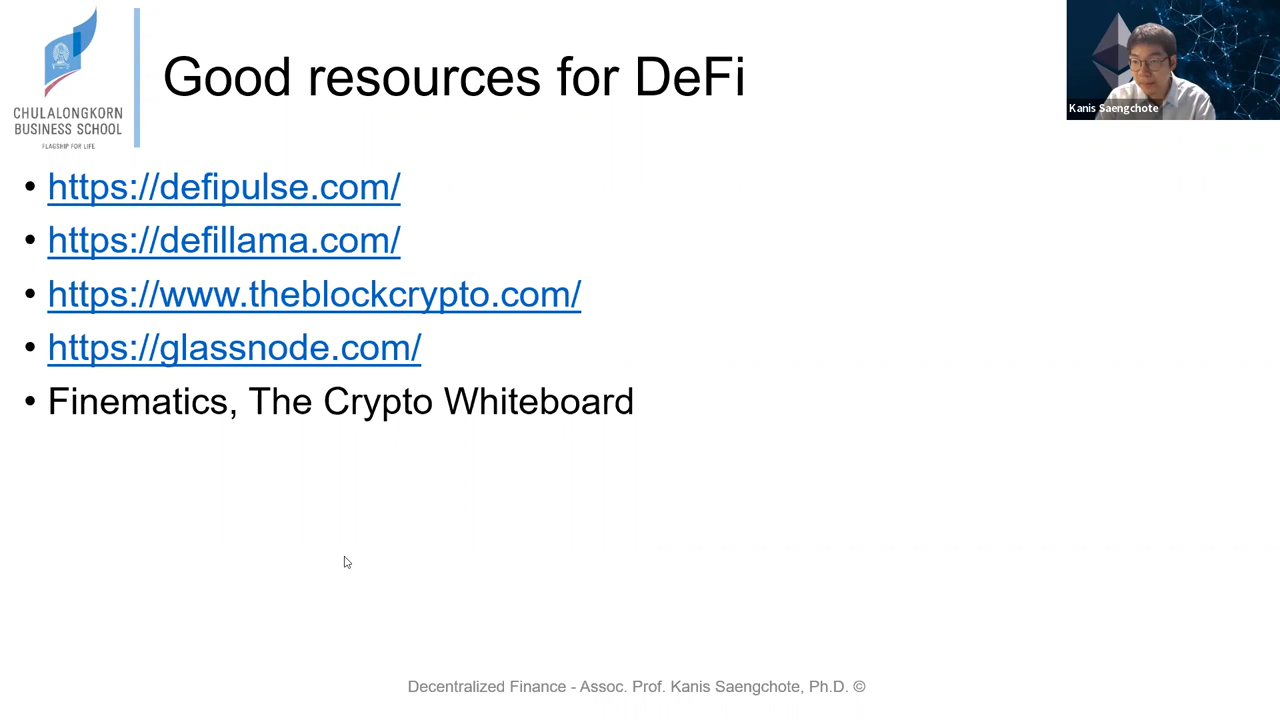 CHULALONGKORN
BUSINESS SCHOOL
FLAGSHIP FOR LIFE
Good resources for DeFi
Kanis Saengchote
• https://defipulse.com/
• https://defillama.com/
• https://www.theblockcrypto.com/
• https://glassnode.com/
• Finematics, The Crypto Whiteboard
Decentralized Finance - Assoc. Prof. Kanis Saengchote, Ph.D. ©